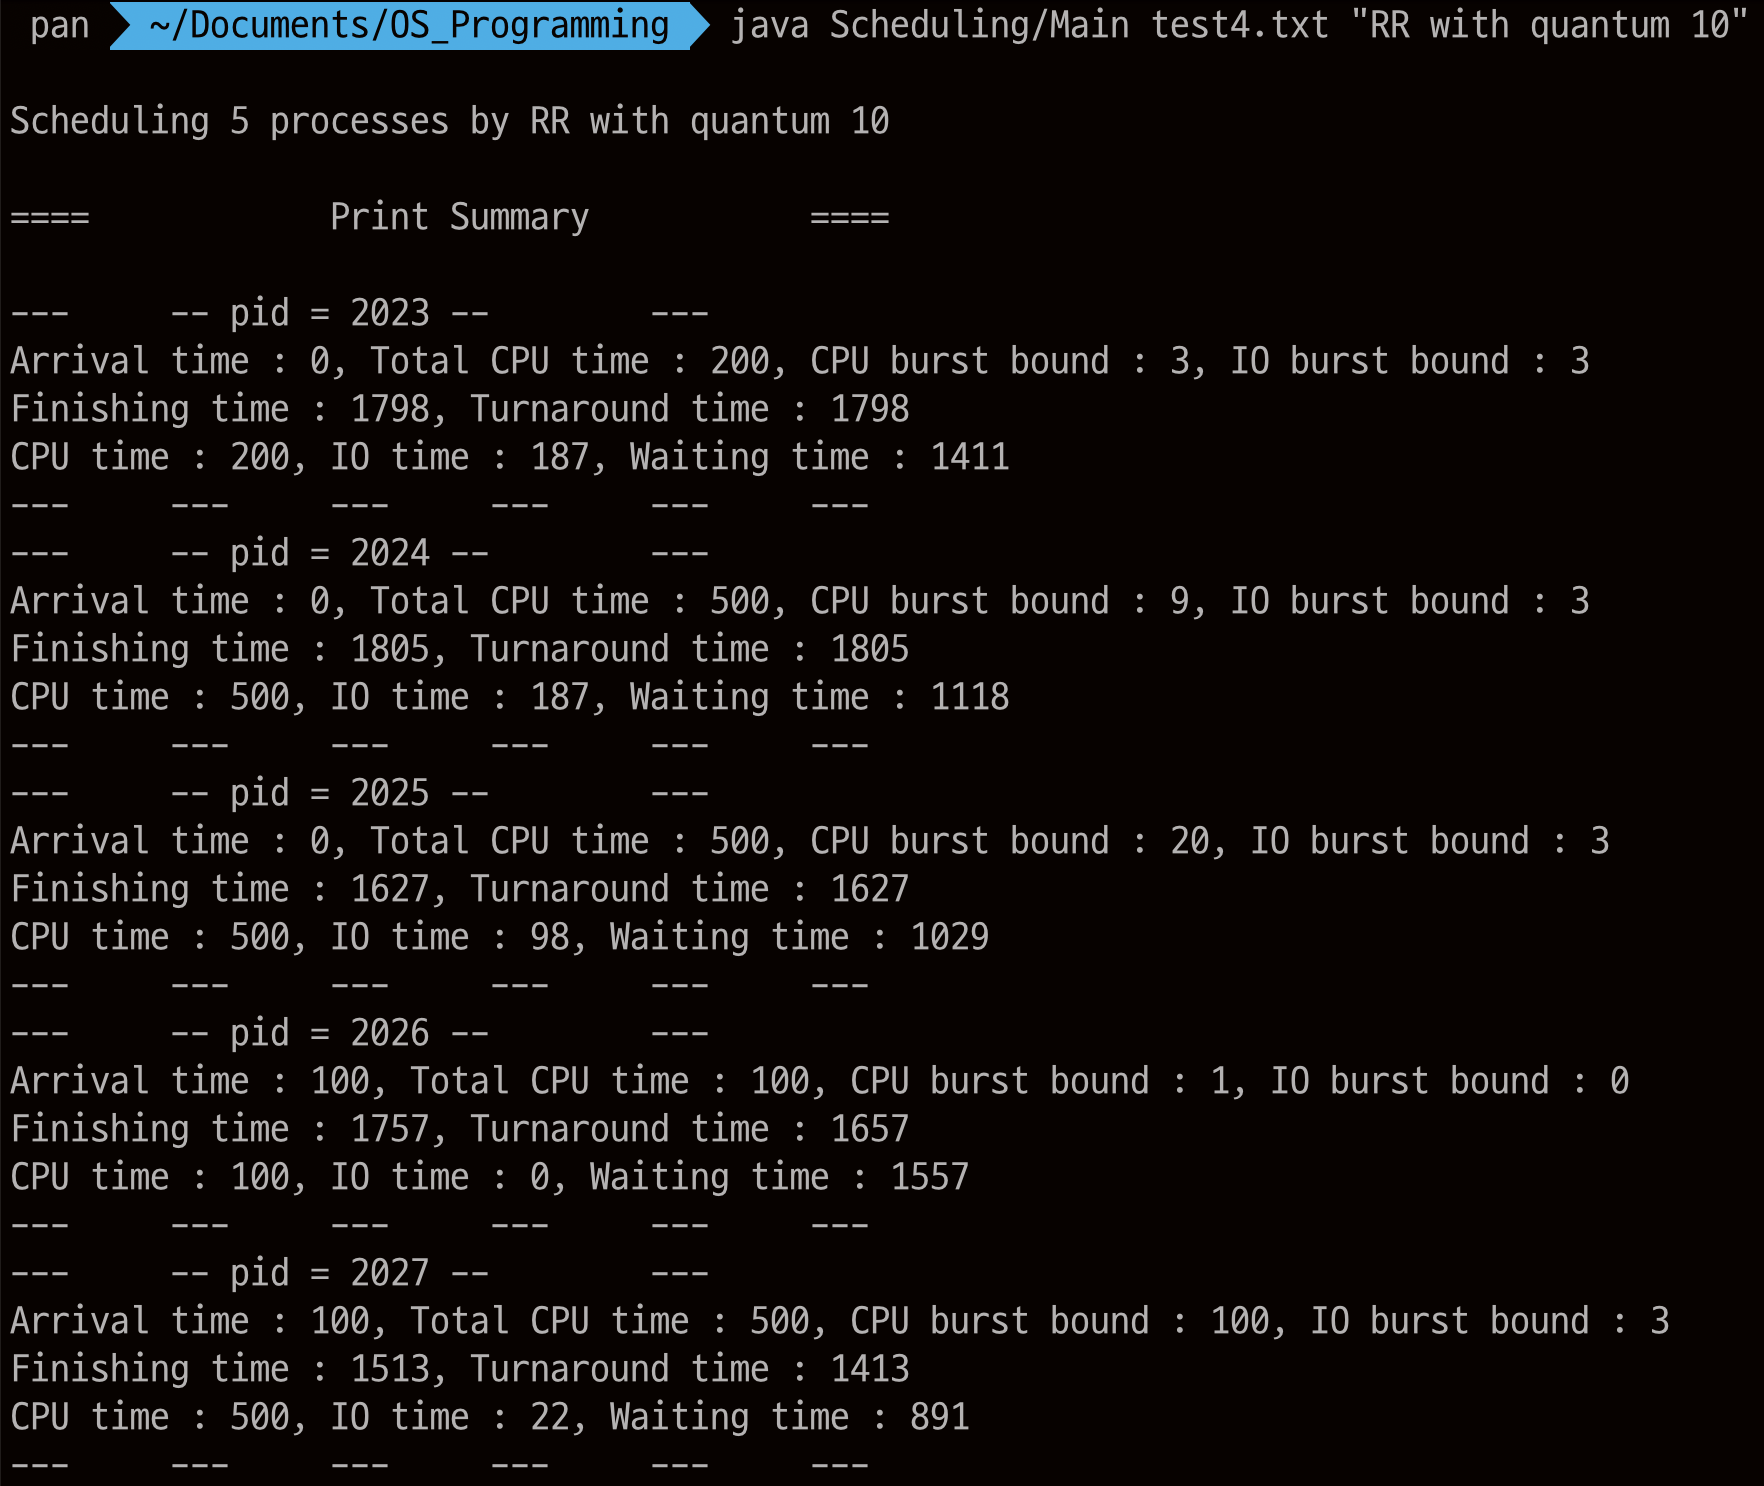 pan ~/Documents/OS_Programming java Scheduling/Main test4.txt "RR with quantum 10"
Scheduling 5 processes by RR with quantum 10
==== Print Summary ====
--- -- pid = 2023 -- ---
Arrival time : 0, Total CPU time : 200, CPU burst bound : 3, IO burst bound : 3
Finishing time : 1798, Turnaround time : 1798
CPU time : 200, IO time : 187, Waiting time : 1411
--- --- --- --- --- ---
--- -- pid = 2024 -- ---
Arrival time : 0, Total CPU time : 500, CPU burst bound : 9, IO burst bound : 3
Finishing time : 1805, Turnaround time : 1805
CPU time : 500, IO time : 187, Waiting time : 1118
--- --- --- --- --- ---
--- -- pid = 2025 -- ---
Arrival time : 0, Total CPU time : 500, CPU burst bound : 20, IO burst bound : 3
Finishing time : 1627, Turnaround time : 1627
CPU time : 500, IO time : 98, Waiting time : 1029
--- --- --- --- --- ---
--- -- pid = 2026 -- ---
Arrival time : 100, Total CPU time : 100, CPU burst bound : 1, IO burst bound : 0
Finishing time : 1757, Turnaround time : 1657
CPU time : 100, IO time : 0, Waiting time : 1557
--- --- --- --- --- ---
--- -- pid = 2027 -- ---
Arrival time : 100, Total CPU time : 500, CPU burst bound : 100, IO burst bound : 3
Finishing time : 1513, Turnaround time : 1413
CPU time : 500, IO time : 22, Waiting time : 891
--- --- --- --- --- ---